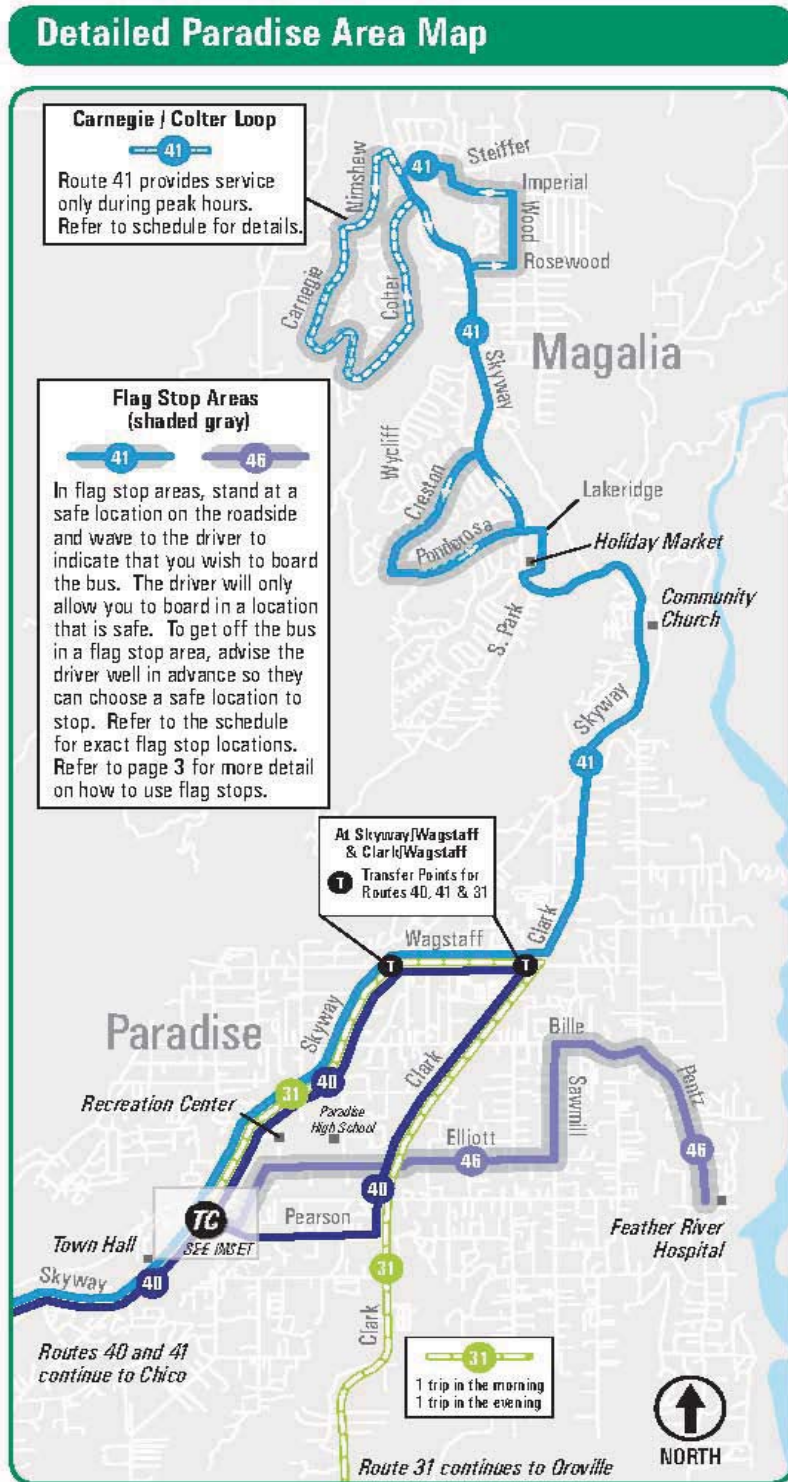 Detailed Paradise Area Map
Carnegie / Colter Loop
41
Route 41 provides service
only during peak hours.
Refer to schedule for details.
Nimshew
41
Steiffer
Imperial
Wood
Rosewood
Carnegie
Colter
41
Skyway
Magalia
Flag Stop Areas
(shaded gray)
41
46
In flag stop areas, stand at a
safe location on the roadside
and wave to the driver to
indicate that you wish to board
the bus. The driver will only
allow you to board in a location
that is safe. To get off the bus
in a flag stop area, advise the
driver well in advance so they
can choose a safe location to
stop. Refer to the schedule
for exact flag stop locations.
Refer to page 3 for more detail
on how to use flag stops.
Wycliff
Creston
Ponderosa
Lakeridge
Holiday Market
S. Park
Community
Church
Skyway
41
At Skyway/Wagstaff
& Clark/Wagstaff
T Transfer Points for
Routes 40, 41 & 31
Wagstaff
Clark
T
T
Paradise
Skyway
Clark
Bille
Sawmill
Pentz
31
40
Recreation Center
Paradise
High School
Elliott
46
46
40
Pearson
TC
SEE INSET
Town Hall
Feather River
Hospital
Skyway
40
31
Clark
Routes 40 and 41
continue to Chico
31
1 trip in the morning
1 trip in the evening
NORTH
Route 31 continues to Oroville